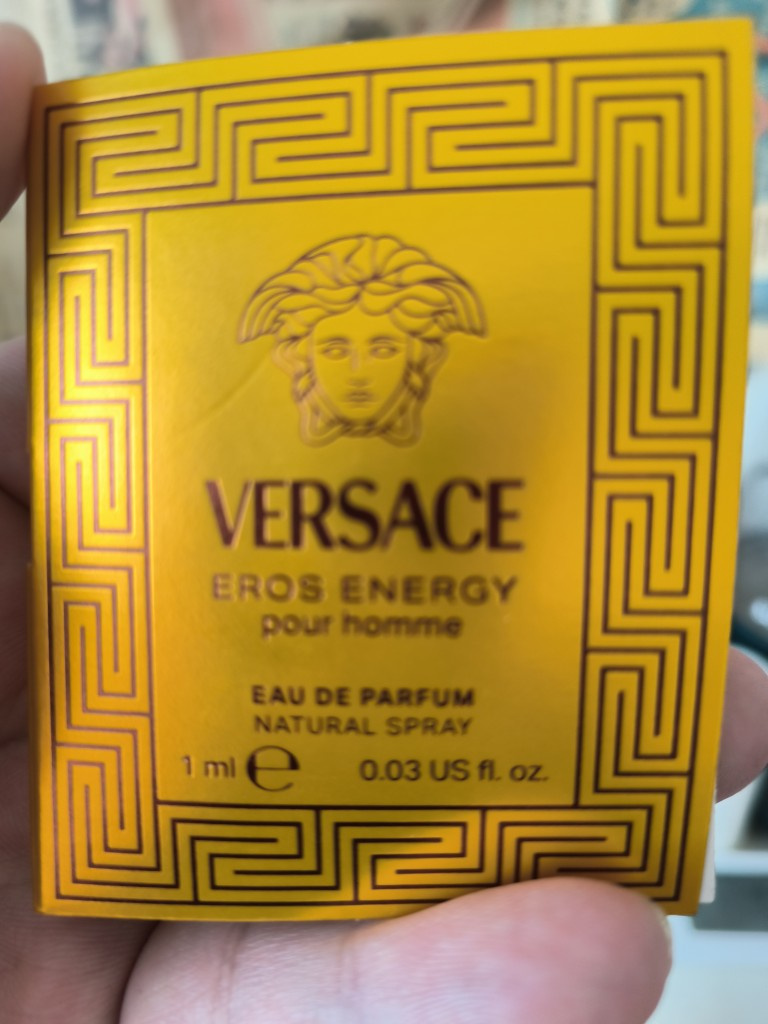 VERSACE
EROS ENERGY
pour homme
EAU DE PARFUM
NATURAL SPRAY
1 ml ℮ 0.03 US fl. oz.